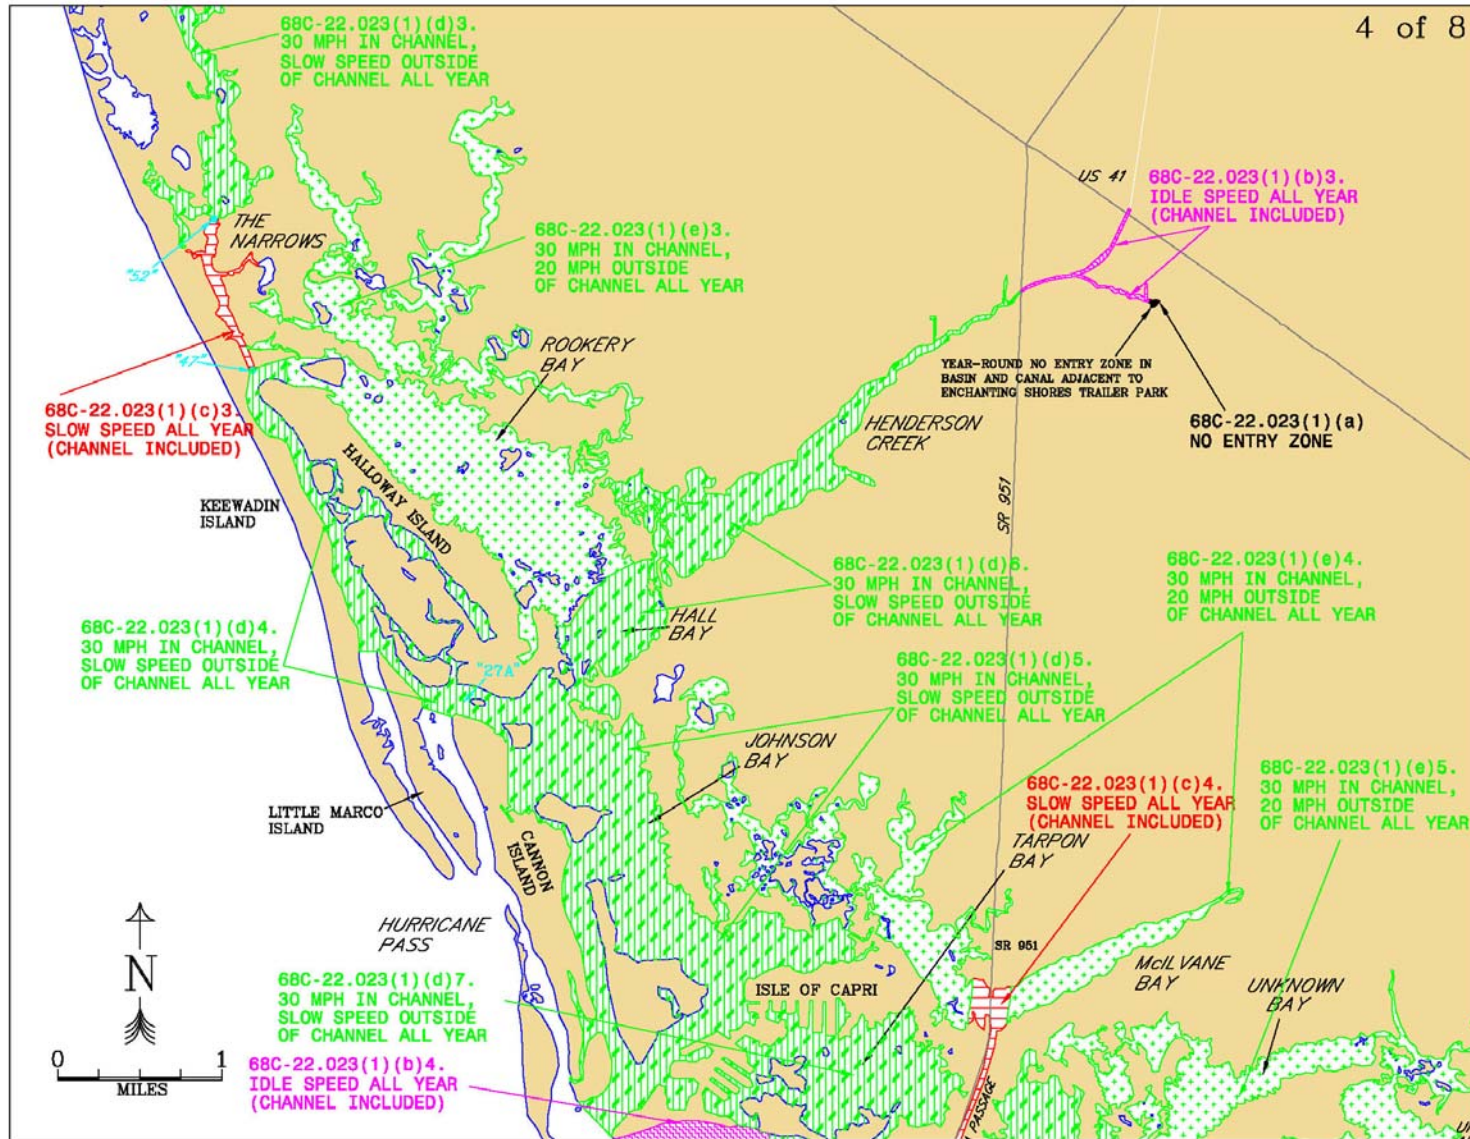 4 of 8
68C-22.023(1)(d)3.
30 MPH IN CHANNEL,
SLOW SPEED OUTSIDE
OF CHANNEL ALL YEAR
US 41
68C-22.023(1)(b)3.
IDLE SPEED ALL YEAR
(CHANNEL INCLUDED)
THE
NARROWS
"52"
68C-22.023(1)(e)3.
30 MPH IN CHANNEL,
20 MPH OUTSIDE
OF CHANNEL ALL YEAR
ROOKERY
BAY
"47"
YEAR-ROUND NO ENTRY ZONE IN
BASIN AND CANAL ADJACENT TO
ENCHANTING SHORES TRAILER PARK
68C-22.023(1)(c)3.
SLOW SPEED ALL YEAR
(CHANNEL INCLUDED)
68C-22.023(1)(a)
NO ENTRY ZONE
HENDERSON
CREEK
HALLOWAY ISLAND
KEEWADIN
ISLAND
SR 951
68C-22.023(1)(d)6.
30 MPH IN CHANNEL,
SLOW SPEED OUTSIDE
OF CHANNEL ALL YEAR
68C-22.023(1)(e)4.
30 MPH IN CHANNEL,
20 MPH OUTSIDE
OF CHANNEL ALL YEAR
HALL
BAY
68C-22.023(1)(d)4.
30 MPH IN CHANNEL,
SLOW SPEED OUTSIDE
OF CHANNEL ALL YEAR
"27A"
68C-22.023(1)(d)5.
30 MPH IN CHANNEL,
SLOW SPEED OUTSIDE
OF CHANNEL ALL YEAR
JOHNSON
BAY
68C-22.023(1)(c)4.
SLOW SPEED ALL YEAR
(CHANNEL INCLUDED)
68C-22.023(1)(e)5.
30 MPH IN CHANNEL,
20 MPH OUTSIDE
OF CHANNEL ALL YEAR
LITTLE MARCO
ISLAND
CANNON
ISLAND
TARPON
BAY
HURRICANE
PASS
SR 951
McILVANE
BAY
UNKNOWN
BAY
N
68C-22.023(1)(d)7.
30 MPH IN CHANNEL,
SLOW SPEED OUTSIDE
OF CHANNEL ALL YEAR
ISLE OF CAPRI
0 1
MILES
68C-22.023(1)(b)4.
IDLE SPEED ALL YEAR
(CHANNEL INCLUDED)
PASSAGE